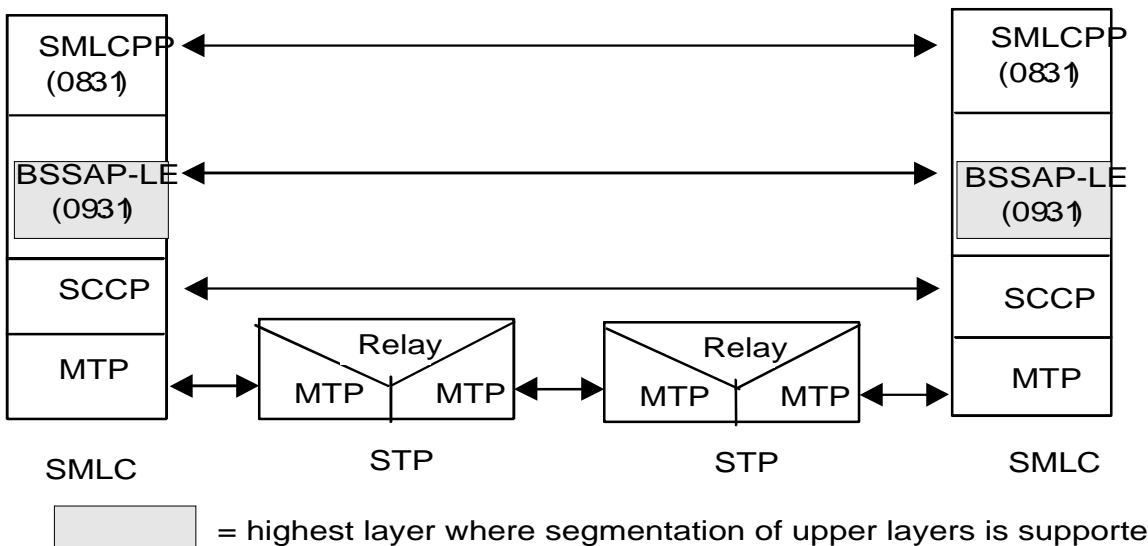 SMLCPP
(0831)
SMLCPP
(0831)
BSSAP-LE
(0931)
BSSAP-LE
(0931)
SCCP
SCCP
MTP
Relay
MTP MTP
Relay
MTP MTP
MTP
SMLC
STP
STP
SMLC
= highest layer where segmentation of upper layers is supporte